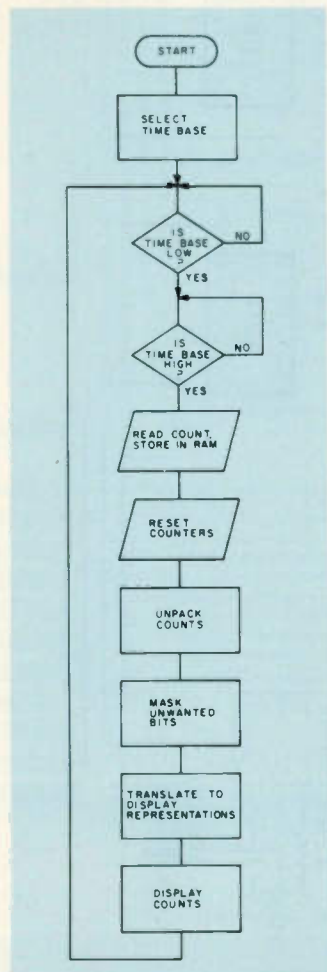 START
SELECT
TIME BASE
IS
TIME BASE
LOW
?
NO
YES
IS
TIME BASE
HIGH
?
NO
YES
READ COUNT,
STORE IN RAM
RESET
COUNTERS
UNPACK
COUNTS
MASK
UNWANTED
BITS
TRANSLATE TO
DISPLAY
REPRESENTATIONS
DISPLAY
COUNTS